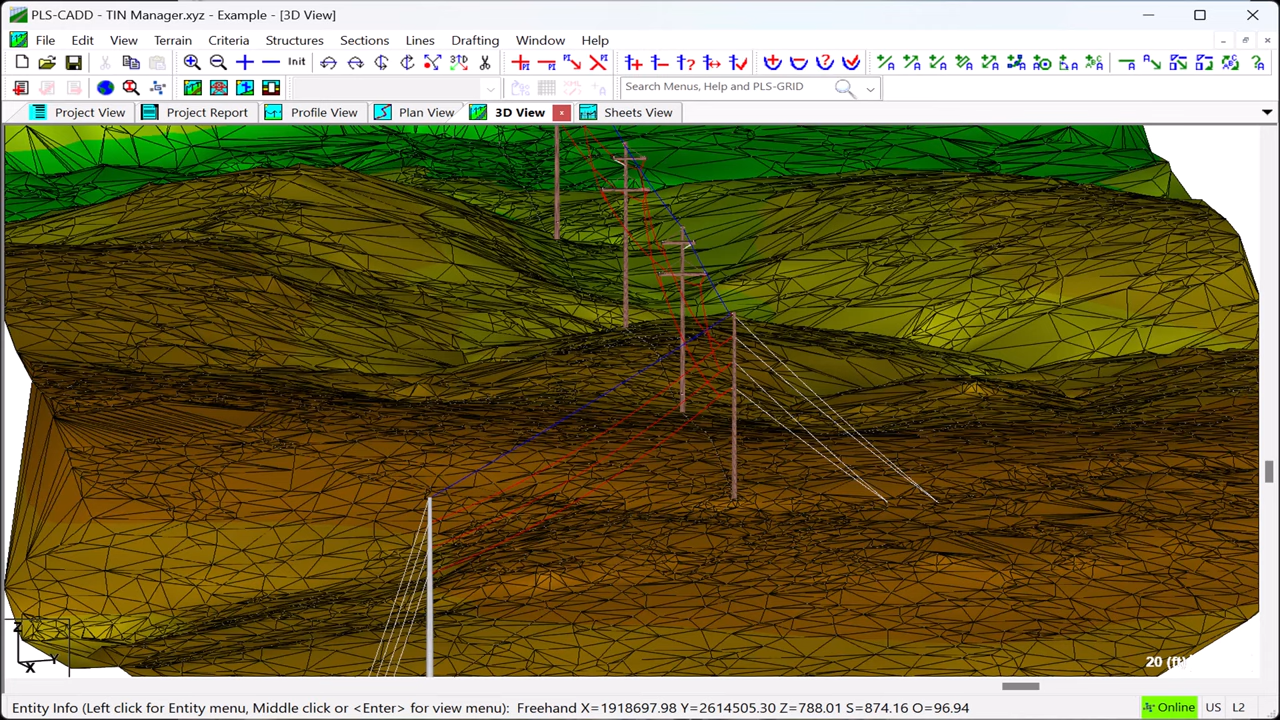 PLS-CADD - TIN Manager.xyz - Example - [3D View]
File Edit View Terrain Criteria Structures Sections Lines Drafting Window Help
Init
Search Menus, Help and PLS-GRID
Project View Project Report Profile View Plan View 3D View x Sheets View
Z
Y
X
20 (ft)
Entity Info (Left click for Entity menu, Middle click or <Enter> for view menu): Freehand X=1918697.98 Y=2614505.30 Z=788.01 S=874.16 O=96.94 Online US L2